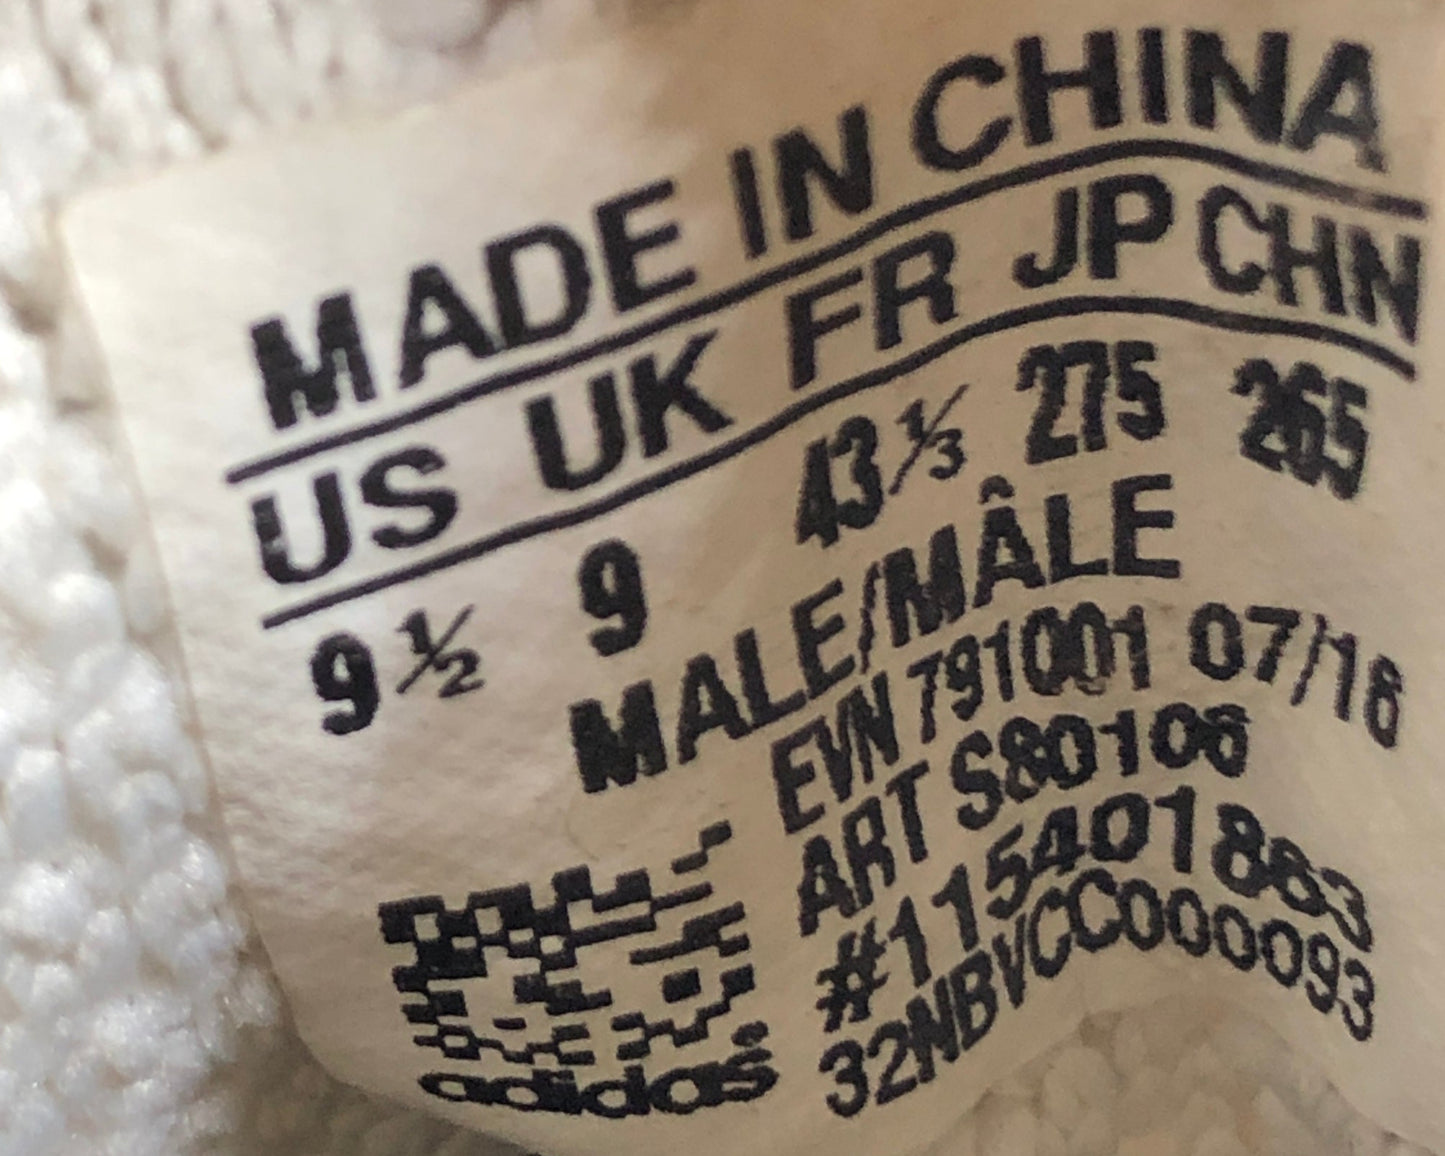 MADE IN CHINA
US UK FR JP CHN
9½ 9 43⅓ 275 265
MALE/MÂLE
EVN 791001 07/16
ART S80106
#115401883
32NBVCC000093
adidas